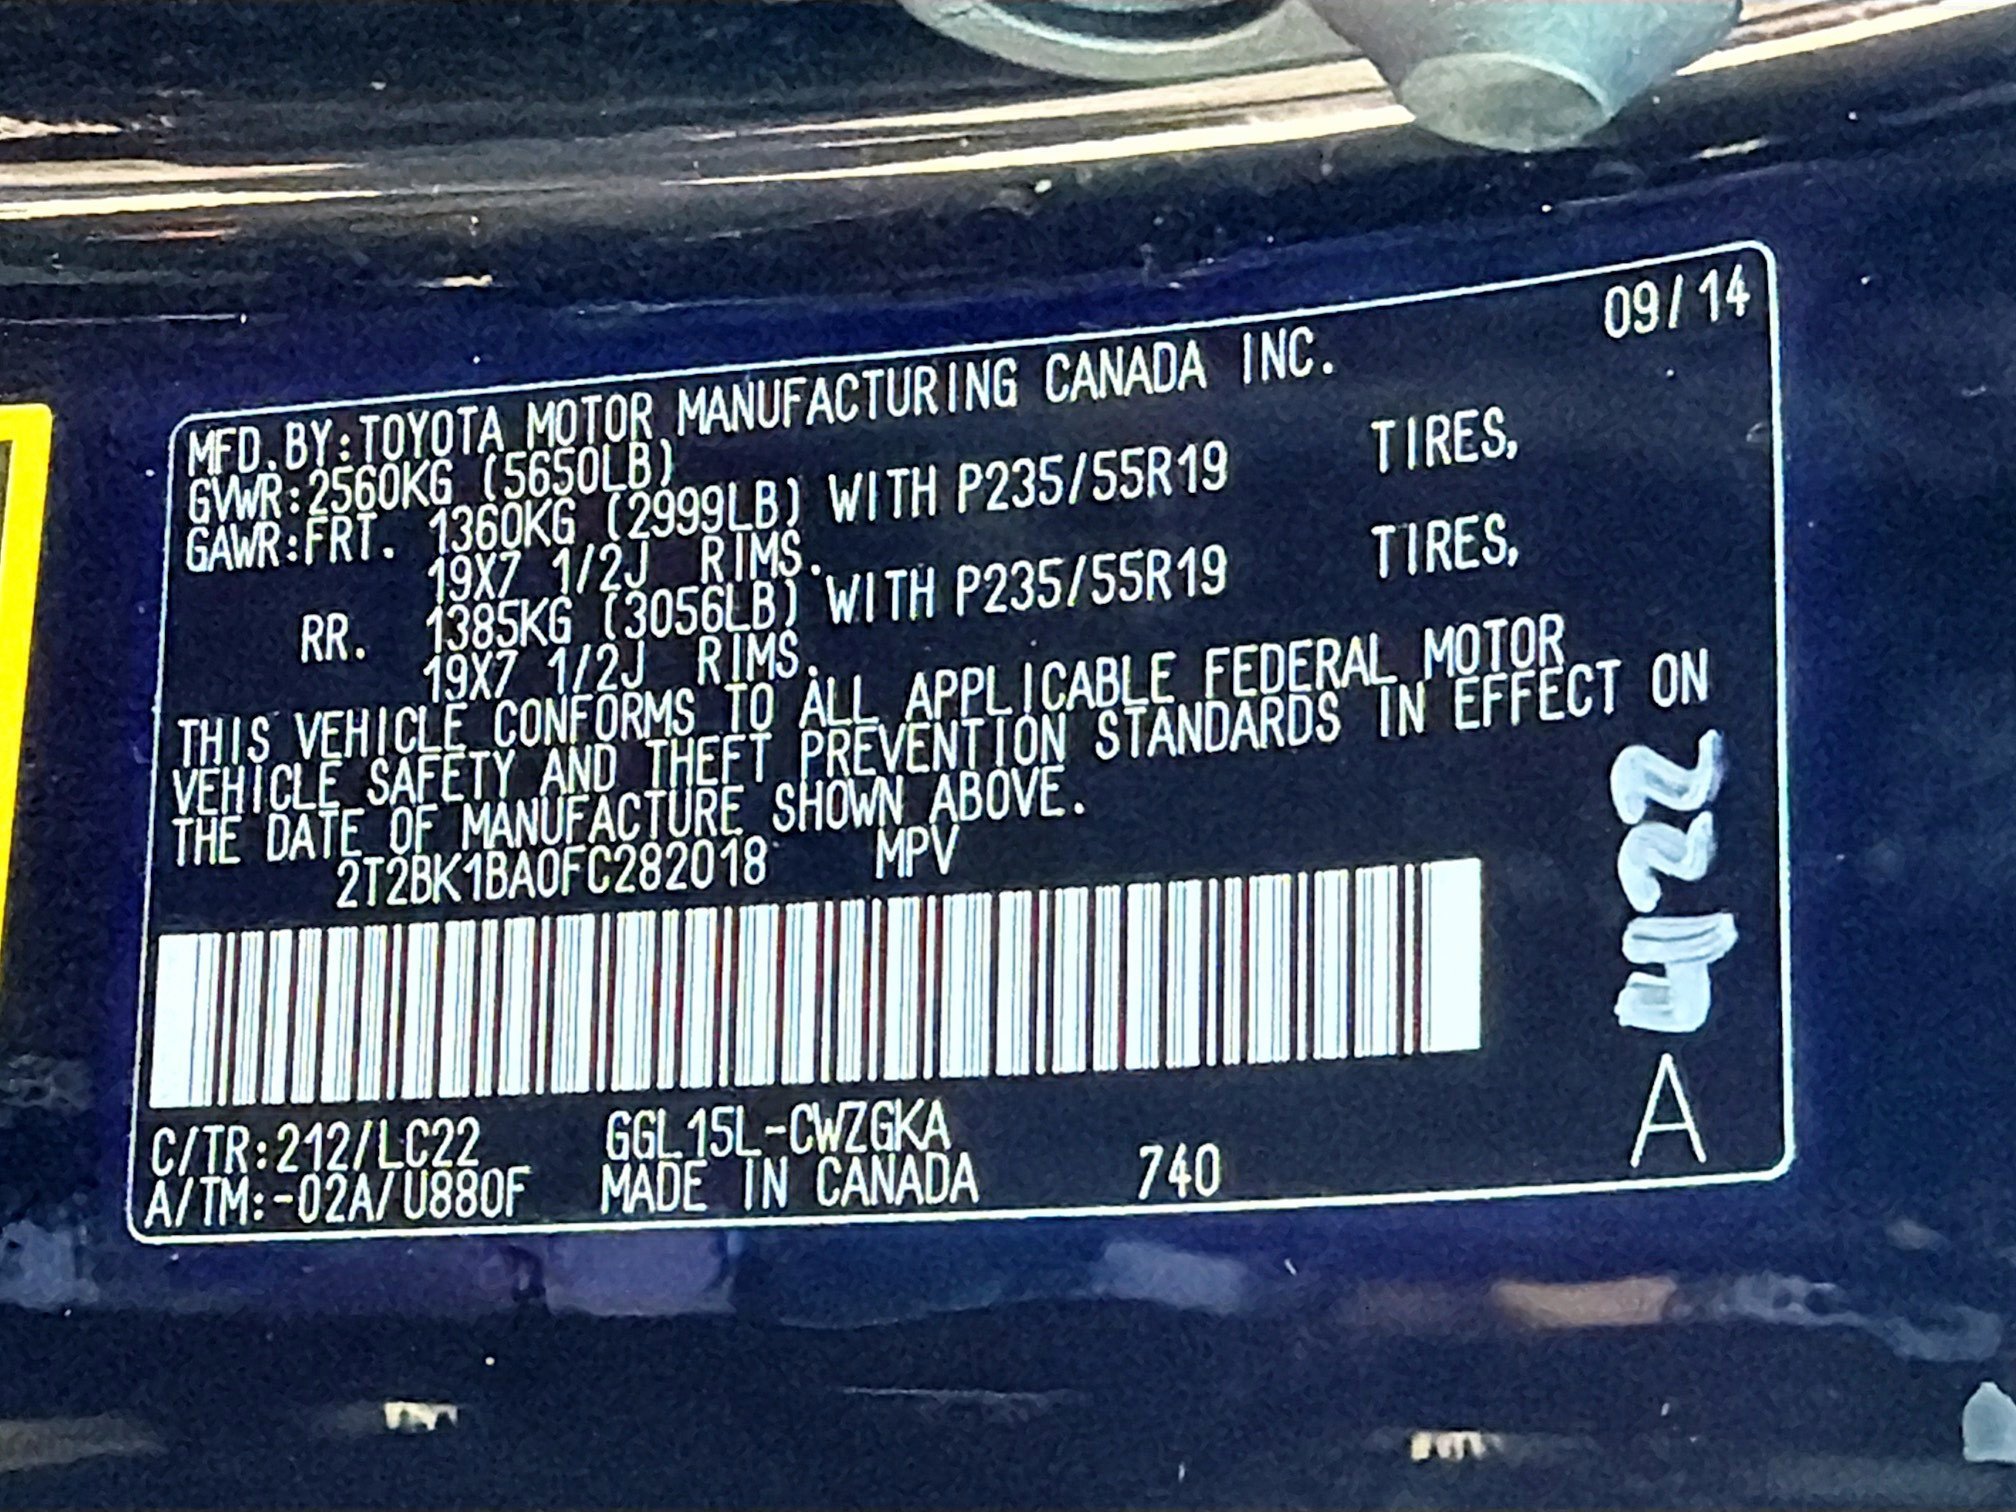 09/14
MFD.BY:TOYOTA MOTOR MANUFACTURING CANADA INC.
GVWR:2560KG (5650LB)
GAWR:FRT. 1360KG (2999LB) WITH P235/55R19 TIRES,
19X7 1/2J RIMS.
RR. 1385KG (3056LB) WITH P235/55R19 TIRES,
19X7 1/2J RIMS.
THIS VEHICLE CONFORMS TO ALL APPLICABLE FEDERAL MOTOR
VEHICLE SAFETY AND THEFT PREVENTION STANDARDS IN EFFECT ON
THE DATE OF MANUFACTURE SHOWN ABOVE.
2T2BK1BA0FC282018 MPV
C/TR:212/LC22 GGL15L-CWZGKA
A/TM:-02A/U880F MADE IN CANADA 740
A